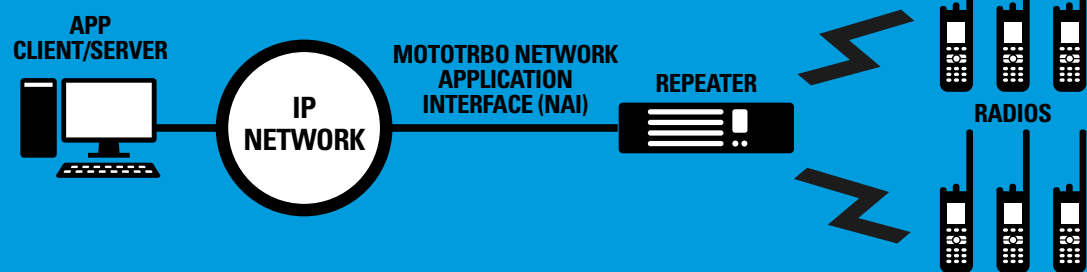 APP
CLIENT/SERVER
IP
NETWORK
MOTOTRBO NETWORK
APPLICATION
INTERFACE (NAI)
REPEATER
RADIOS